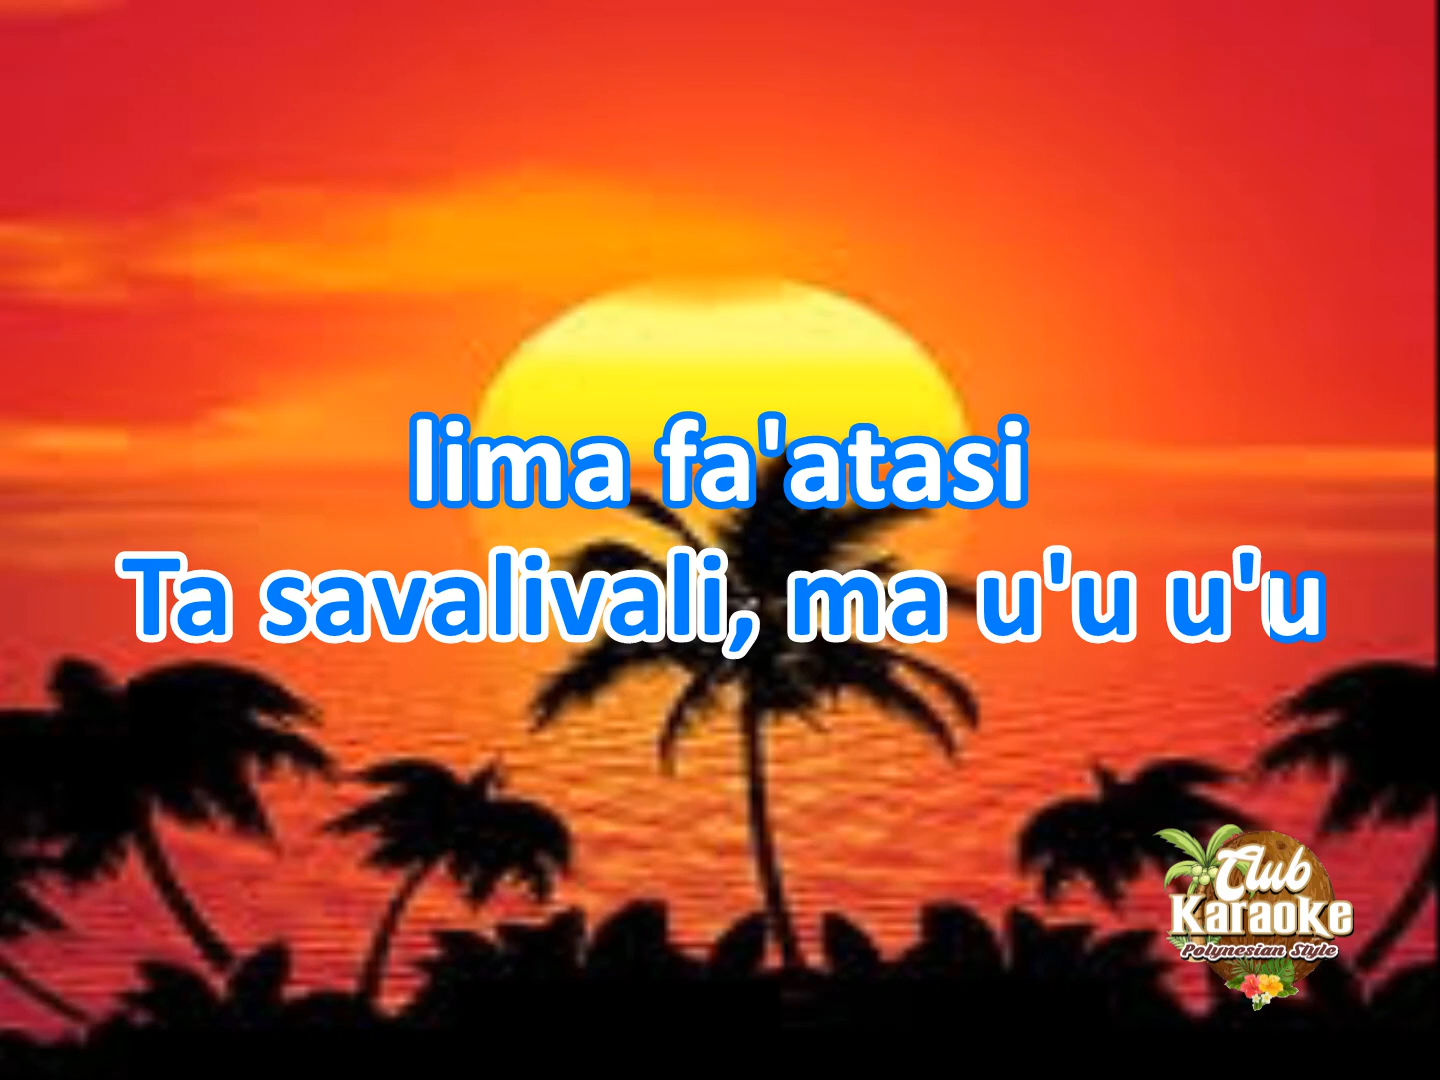 lima fa'atasi
Ta savalivali, ma u'u u'u
Club
Karaoke
Polynesian Style